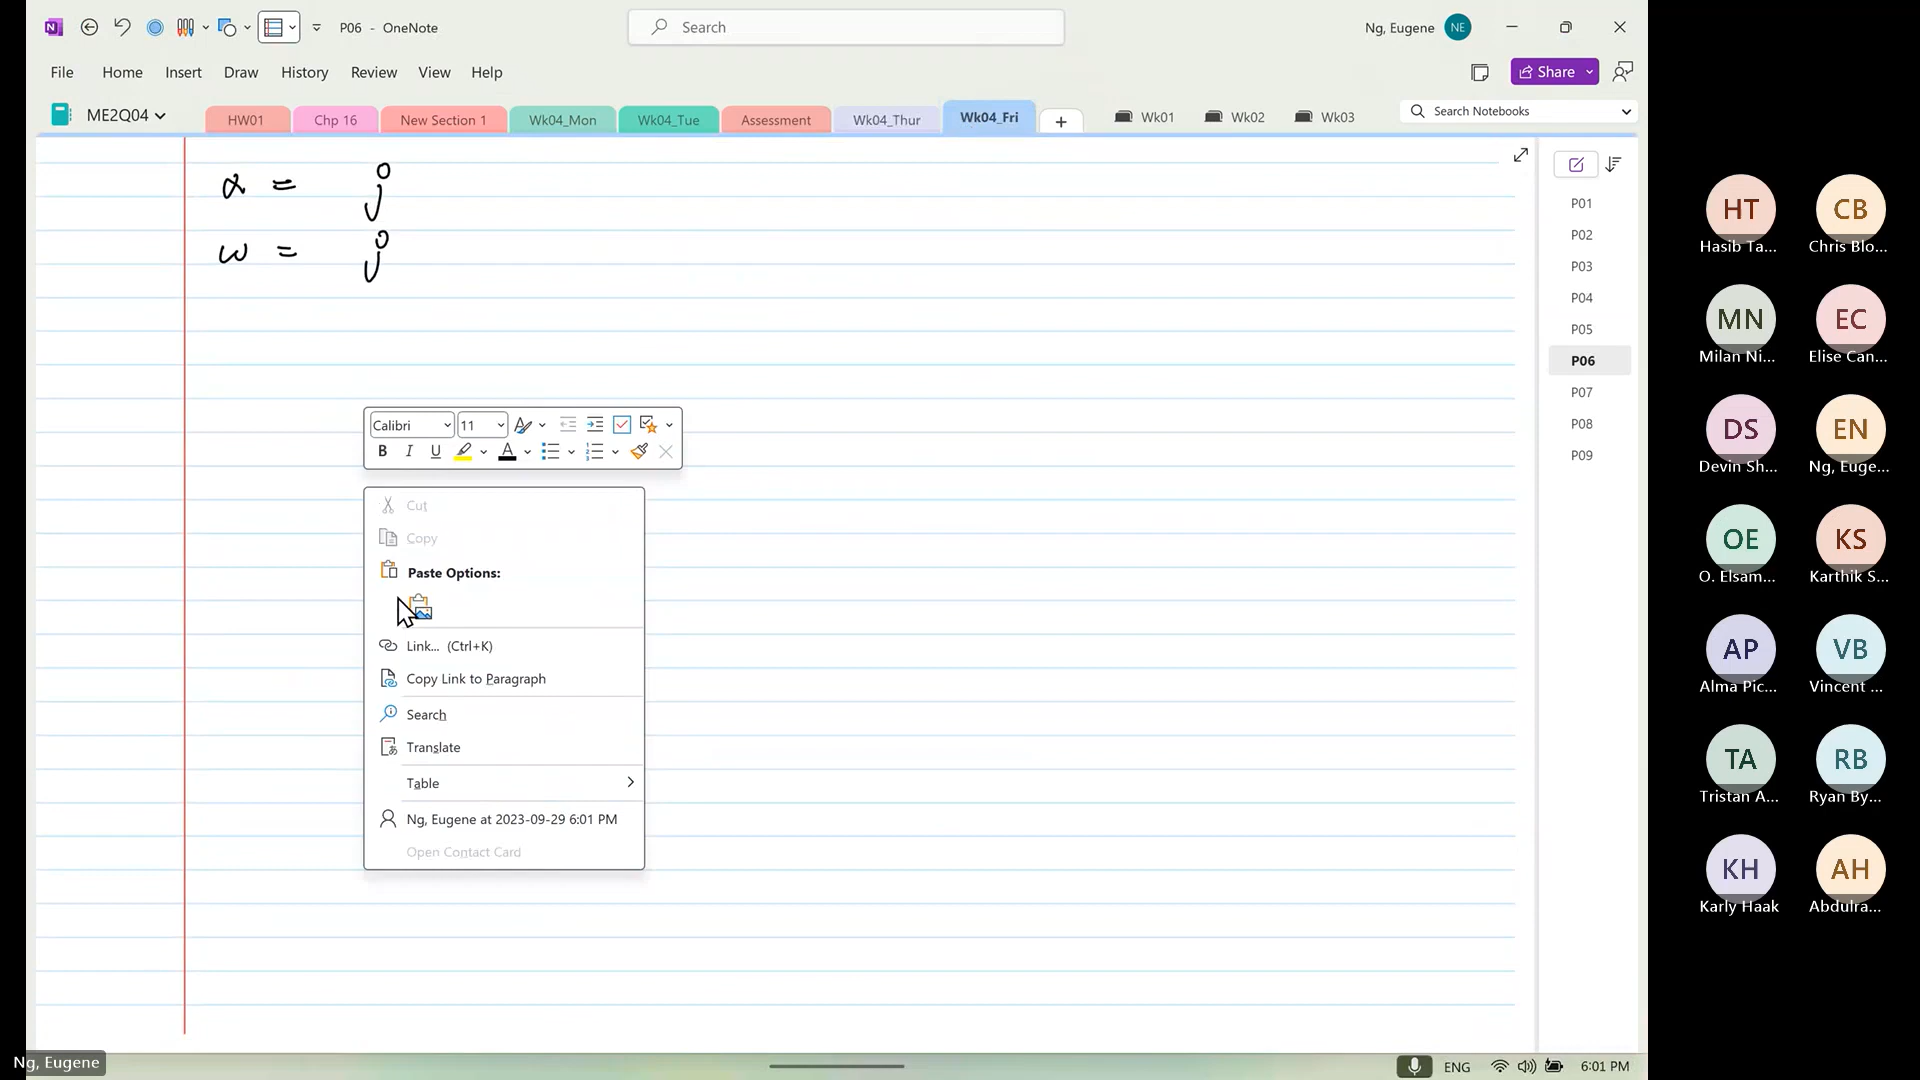 P06 - OneNote
Search
Ng, Eugene
NE
File
Home
Insert
Draw
History
Review
View
Help
Share
ME2Q04
HW01
Chp 16
New Section 1
Wk04_Mon
Wk04_Tue
Assessment
Wk04_Thur
Wk04_Fri
Wk01
Wk02
Wk03
Search Notebooks
α =
ω =
Calibri
11
B I U
Cut
Copy
Paste Options:
Link... (Ctrl+K)
Copy Link to Paragraph
Search
Translate
Table
Ng, Eugene at 2023-09-29 6:01 PM
Open Contact Card
P01
P02
P03
P04
P05
P06
P07
P08
P09
HT
Hasib Ta...
CB
Chris Blo...
MN
Milan Ni...
EC
Elise Can...
DS
Devin Sh...
EN
Ng, Euge...
OE
O. Elsam...
KS
Karthik S...
AP
Alma Pic...
VB
Vincent ...
TA
Tristan A...
RB
Ryan By...
KH
Karly Haak
AH
Abdulra...
Ng, Eugene
ENG
6:01 PM